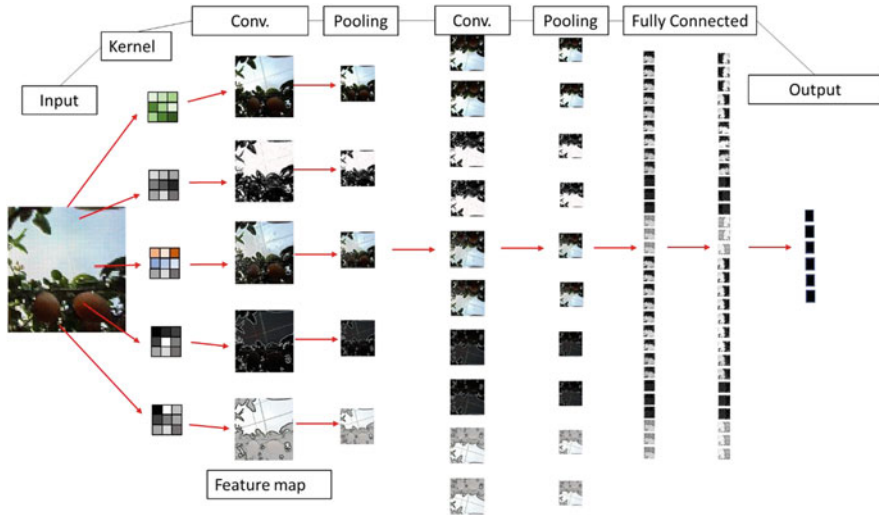 Input
Kernel
Conv.
Pooling
Conv.
Pooling
Fully Connected
Output
Feature map